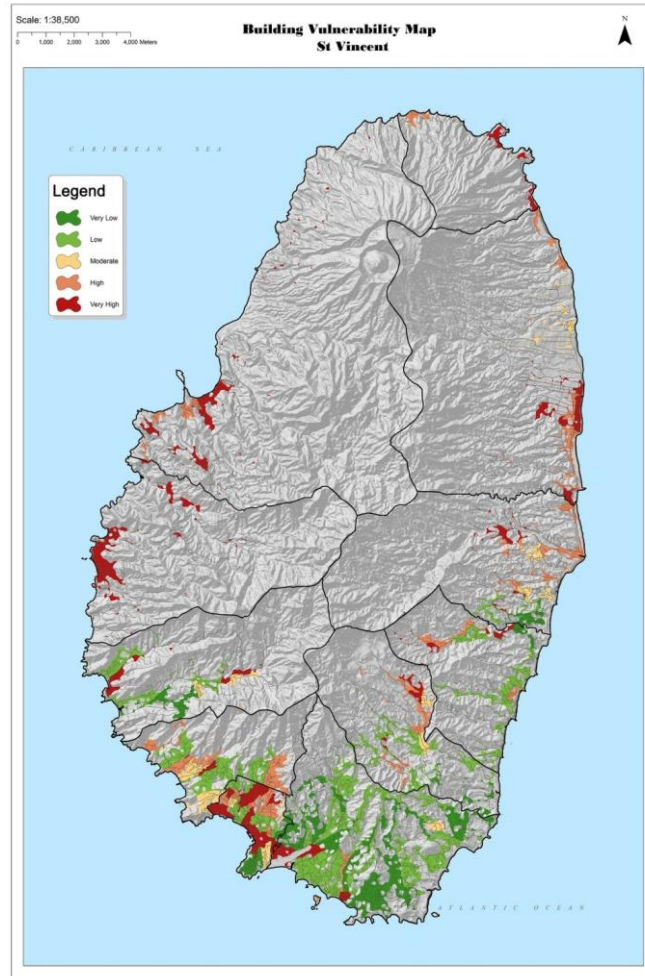 Scale: 1:38,500
0 1,000 2,000 3,000 4,000 Meters
Building Vulnerability Map
St Vincent
N
CARIBBEAN SEA
Legend
Very Low
Low
Moderate
High
Very High
ATLANTIC OCEAN